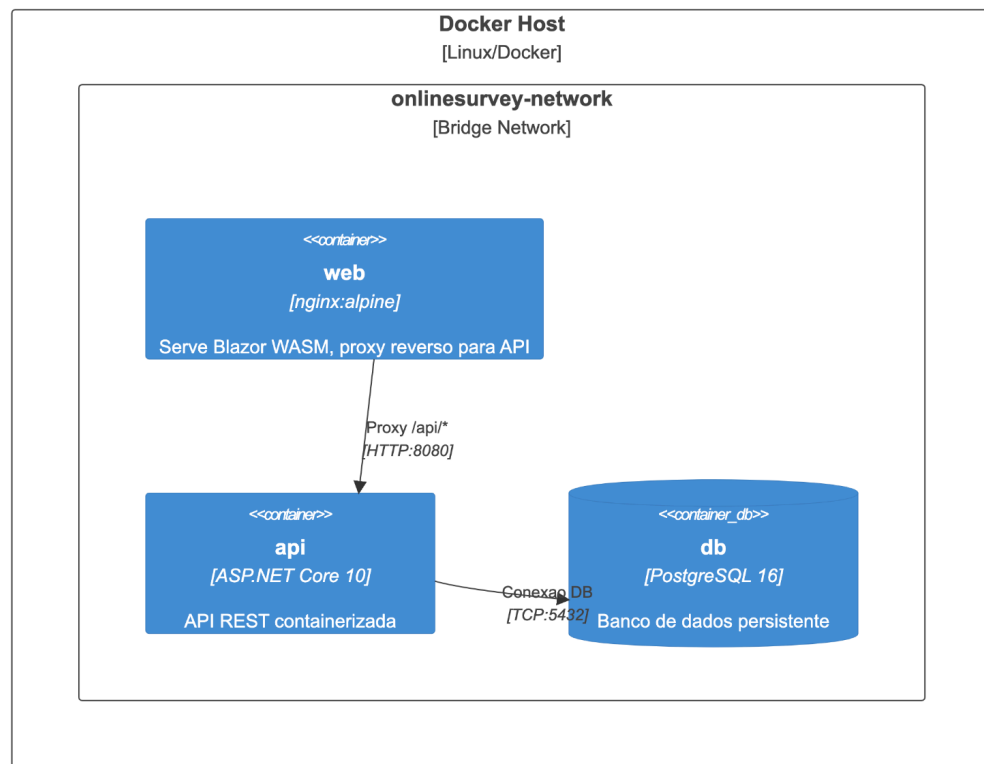 Docker Host
[Linux/Docker]
onlinesurvey-network
[Bridge Network]
<<container>>
web
[nginx:alpine]
Serve Blazor WASM, proxy reverso para API
Proxy /api/*
[HTTP:8080]
<<container>>
api
[ASP.NET Core 10]
API REST containerizada
Conexao DB
[TCP:5432]
<<container_db>>
db
[PostgreSQL 16]
Banco de dados persistente